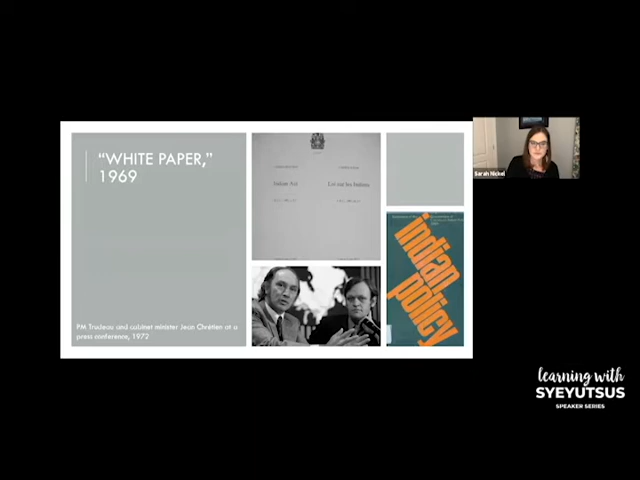 “WHITE PAPER,”
1969
PM Trudeau and cabinet minister Jean Chrétien at a
press conference, 1972
Indian Act
Loi sur les Indiens
indian
policy
Sarah Nickel
learning with
SYEYUTSUS
SPEAKER SERIES